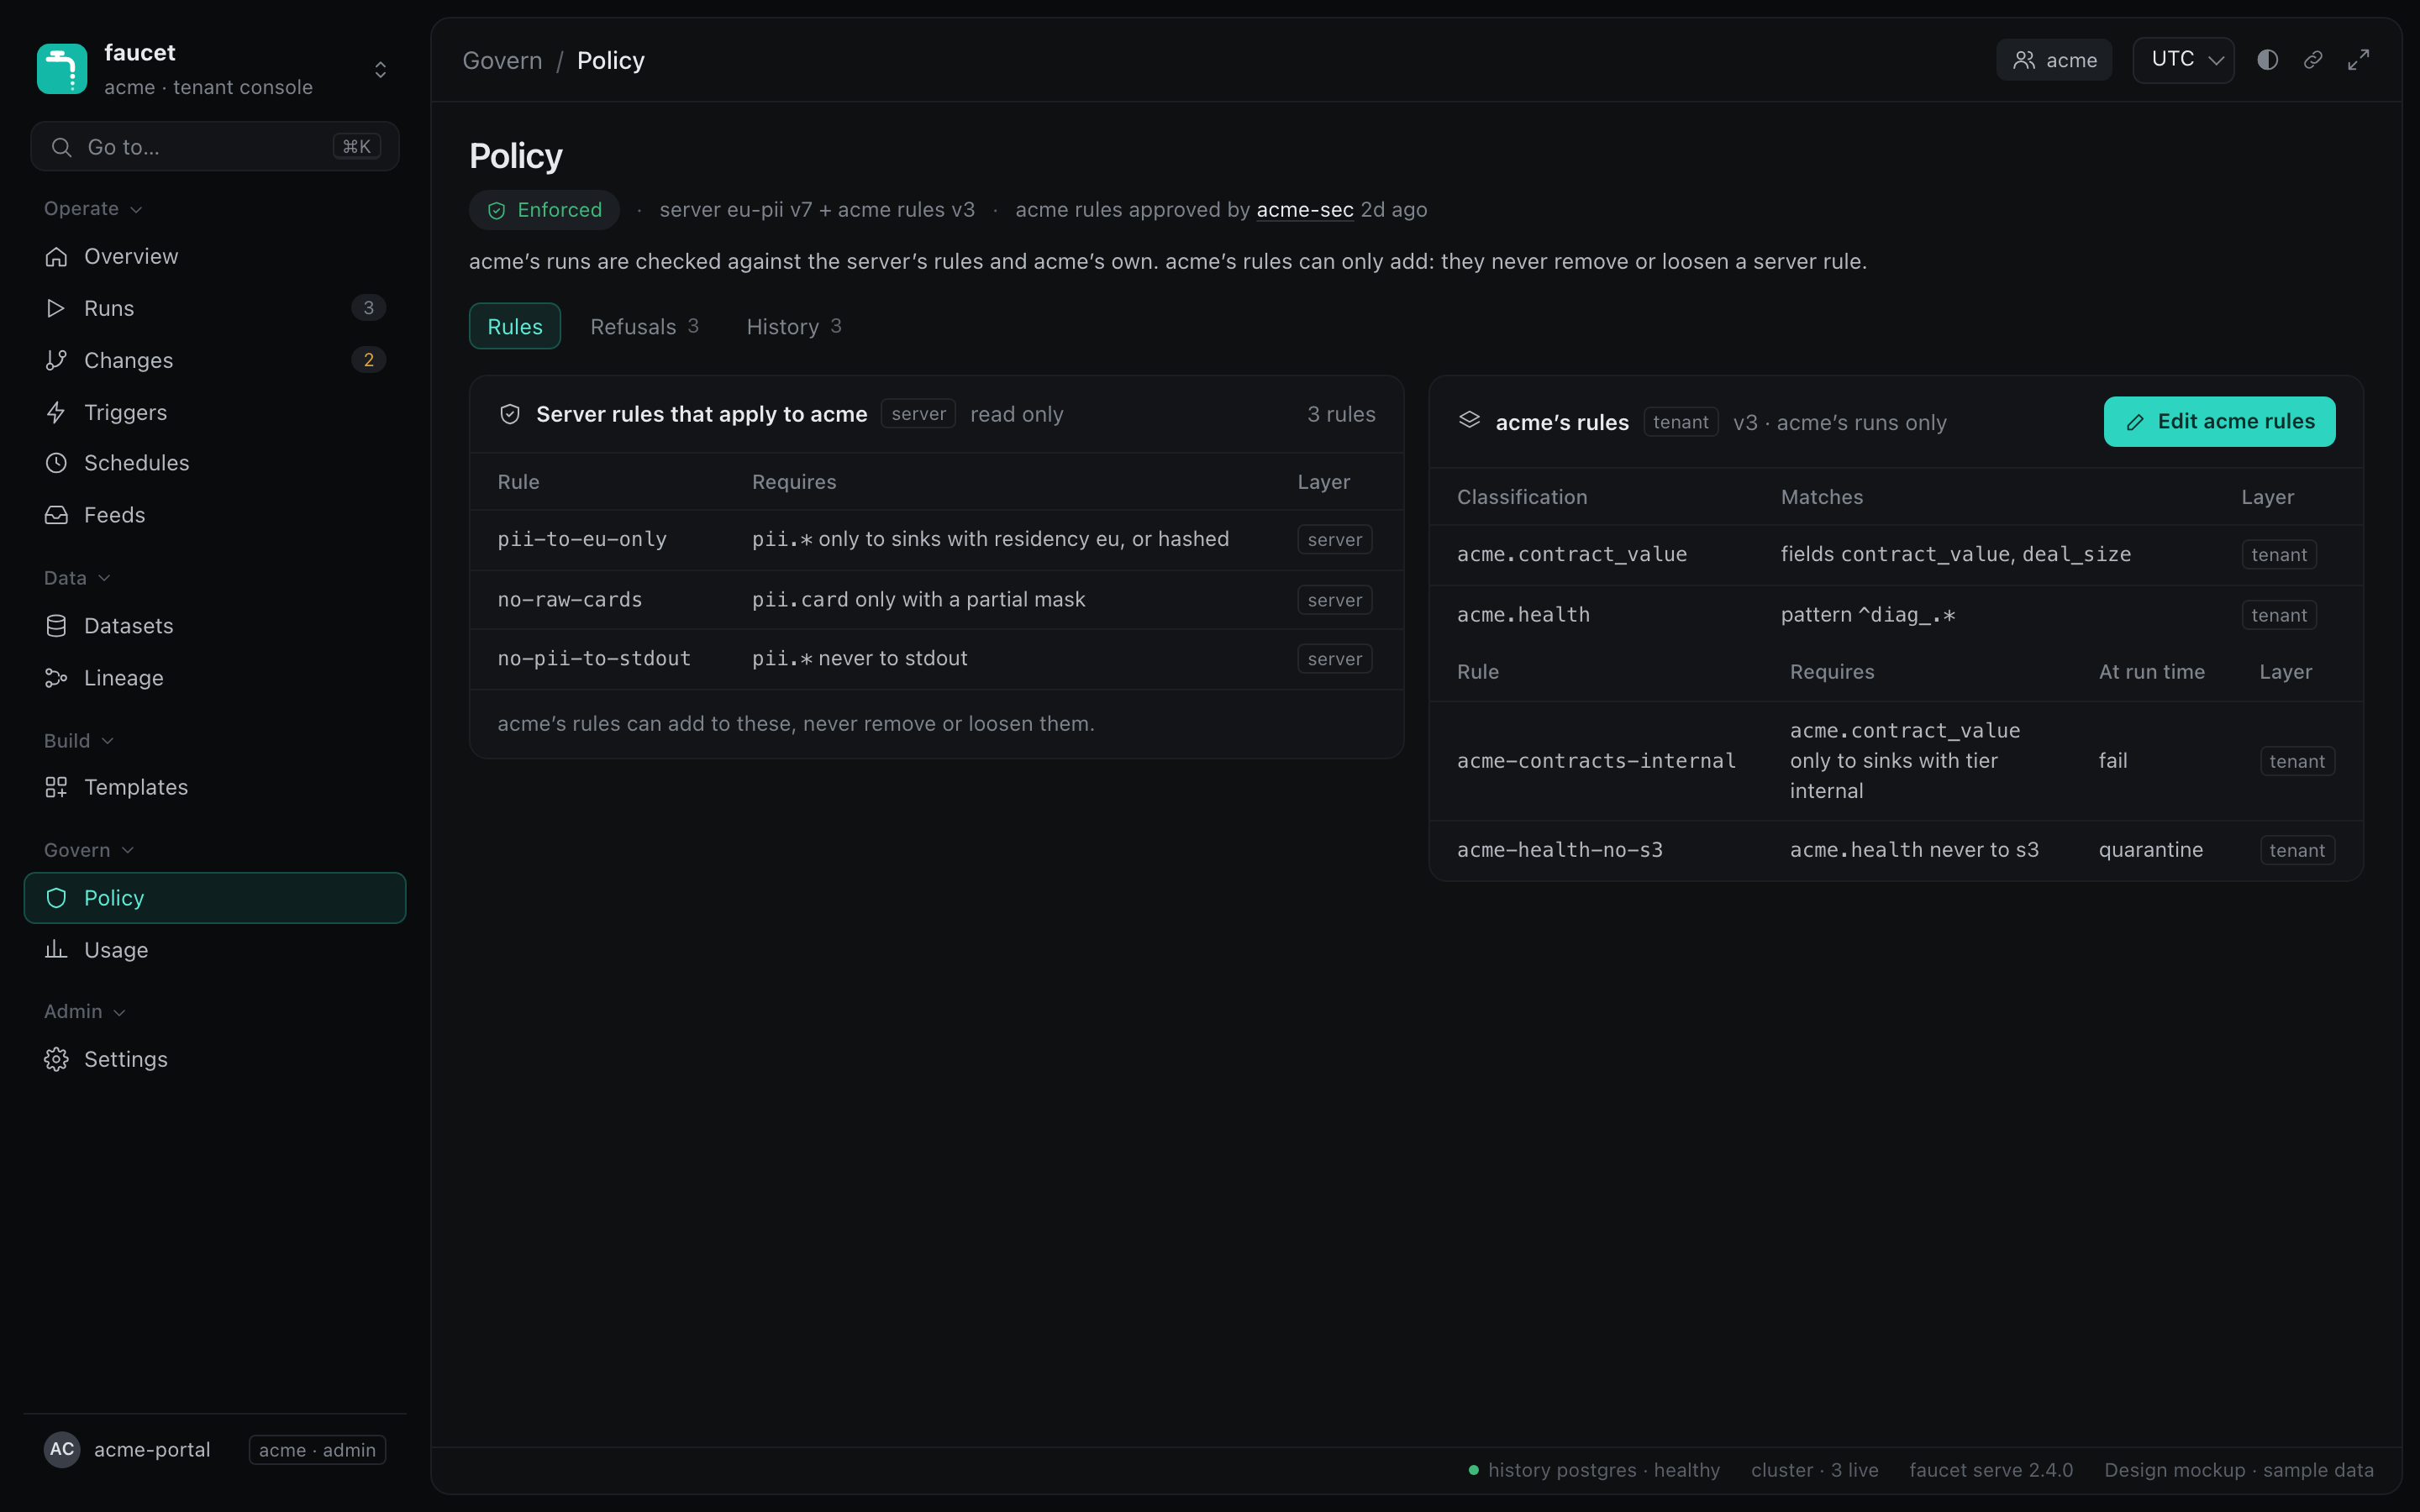 faucet
acme · tenant console
Go to...
⌘K
Operate
Overview
Runs 3
Changes 2
Triggers
Schedules
Feeds
Data
Datasets
Lineage
Build
Templates
Govern
Policy
Usage
Admin
Settings
AC acme-portal acme · admin
Govern / Policy
acme UTC
Policy
Enforced · server eu-pii v7 + acme rules v3 · acme rules approved by acme-sec 2d ago
acme’s runs are checked against the server’s rules and acme’s own. acme’s rules can only add: they never remove or loosen a server rule.
Rules Refusals 3 History 3
Server rules that apply to acme server read only 3 rules
Rule Requires Layer
pii-to-eu-only pii.* only to sinks with residency eu, or hashed server
no-raw-cards pii.card only with a partial mask server
no-pii-to-stdout pii.* never to stdout server
acme’s rules can add to these, never remove or loosen them.
acme’s rules tenant v3 · acme’s runs only Edit acme rules
Classification Matches Layer
acme.contract_value fields contract_value, deal_size tenant
acme.health pattern ^diag_.* tenant
Rule Requires At run time Layer
acme-contracts-internal acme.contract_value only to sinks with tier internal fail tenant
acme-health-no-s3 acme.health never to s3 quarantine tenant
history postgres · healthy cluster · 3 live faucet serve 2.4.0 Design mockup · sample data